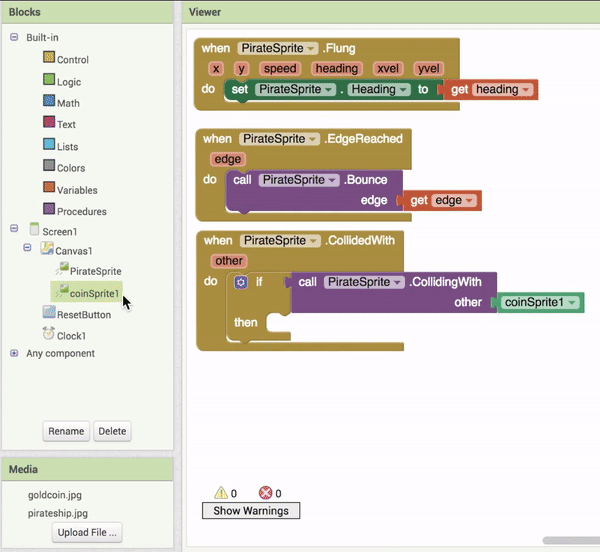 Blocks
Built-in
Control
Logic
Math
Text
Lists
Colors
Variables
Procedures
Screen1
Canvas1
PirateSprite
coinSprite1
ResetButton
Clock1
Any component
Rename Delete
Media
goldcoin.jpg
pirateship.jpg
Upload File ...
Viewer
when PirateSprite .Flung
x y speed heading xvel yvel
do set PirateSprite . Heading to get heading
when PirateSprite .EdgeReached
edge
do call PirateSprite .Bounce
edge get edge
when PirateSprite .CollidedWith
other
do if call PirateSprite .CollidingWith
other coinSprite1
then
0 0
Show Warnings